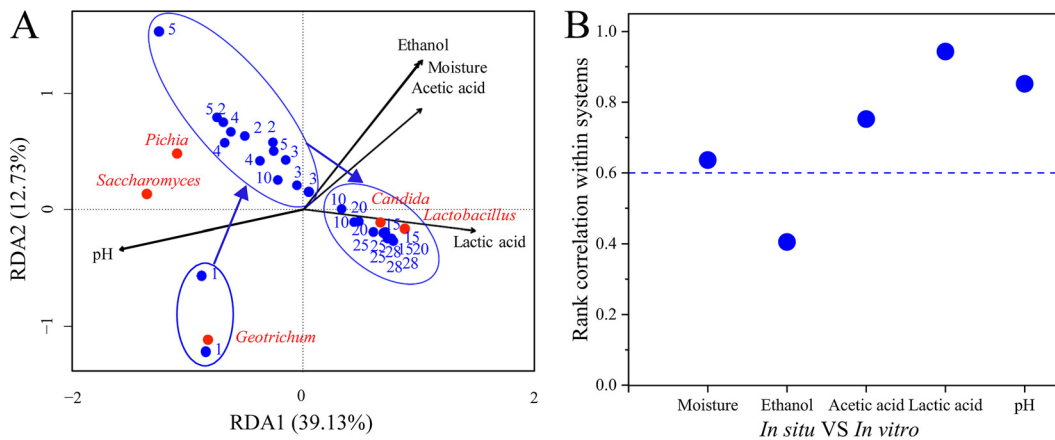 A
B
5
Ethanol
Moisture
Acetic acid
1
5
2
4
2
2
5
3
4
4
10
3
3
Pichia
Saccharomyces
Candida
Lactobacillus
10
20
10
15
20
15
25
25
28
15
20
25
28
28
Lactic acid
0
pH
1
Geotrichum
1
−1
−2
0
2
RDA1 (39.13%)
RDA2 (12.73%)
1.0
0.8
0.6
0.4
0.2
0.0
Rank correlation within systems
Moisture
Ethanol
Acetic acid
Lactic acid
pH
In situ VS In vitro